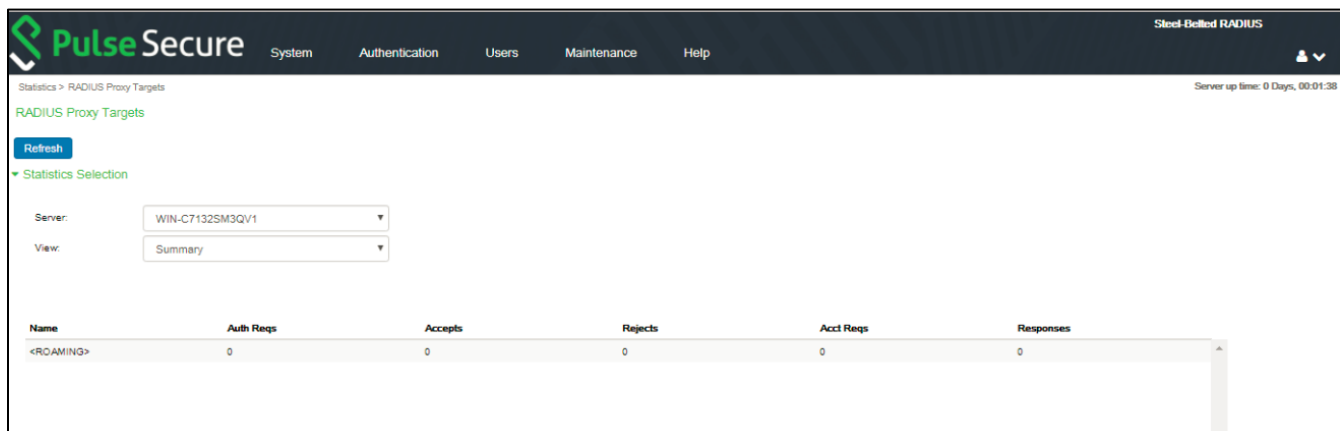 Steel-Belted RADIUS
Pulse Secure System Authentication Users Maintenance Help
Statistics > RADIUS Proxy Targets Server up time: 0 Days, 00:01:38
RADIUS Proxy Targets
Refresh
Statistics Selection
Server: WIN-C7132SM3QV1
View: Summary
Name Auth Reqs Accepts Rejects Acct Reqs Responses
<ROAMING> 0 0 0 0 0